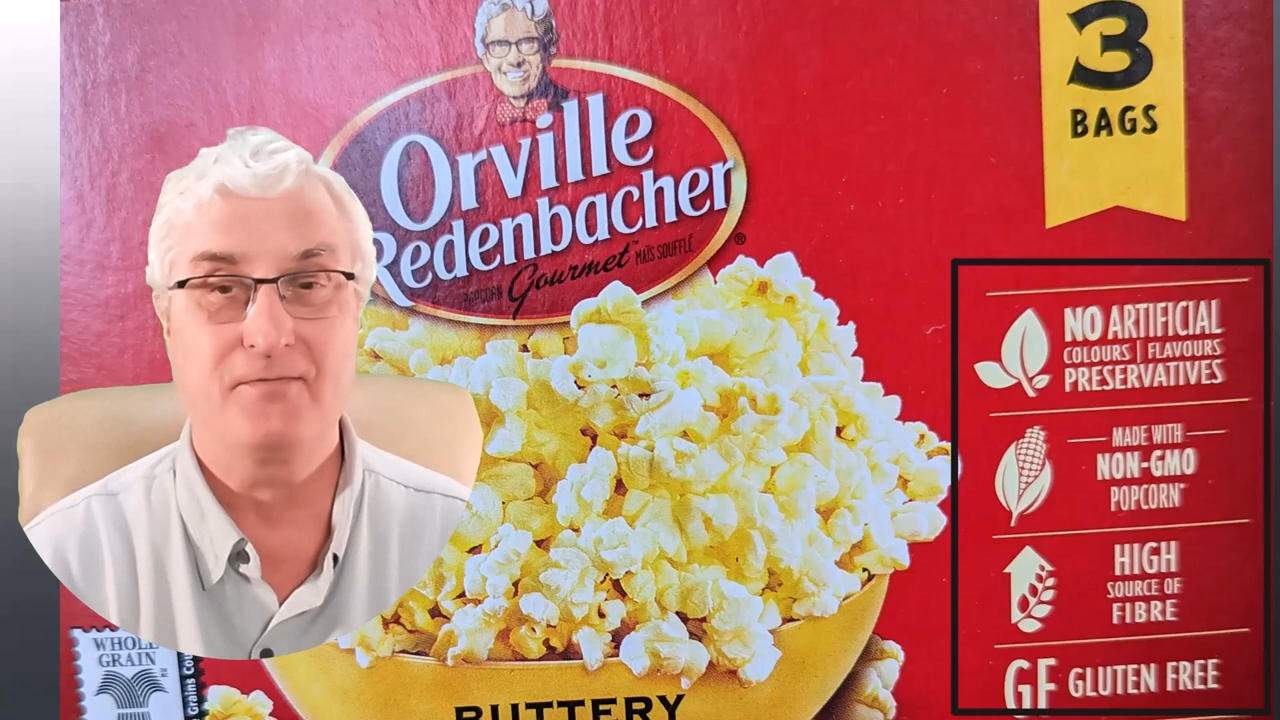 Orville
Redenbacher
®
POPCORN Gourmet™ MAÏS SOUFFLÉ
3
BAGS
NO ARTIFICIAL
COLOURS | FLAVOURS
PRESERVATIVES
MADE WITH
NON-GMO
POPCORN*
HIGH
SOURCE OF
FIBRE
GF GLUTEN FREE
WHOLE
GRAIN
BUTTERY